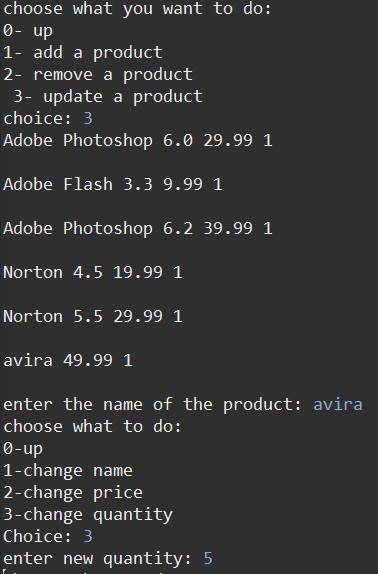 choose what you want to do:
0- up
1- add a product
2- remove a product
3- update a product
choice: 3
Adobe Photoshop 6.0 29.99 1
Adobe Flash 3.3 9.99 1
Adobe Photoshop 6.2 39.99 1
Norton 4.5 19.99 1
Norton 5.5 29.99 1
avira 49.99 1
enter the name of the product: avira
choose what to do:
0-up
1-change name
2-change price
3-change quantity
Choice: 3
enter new quantity: 5